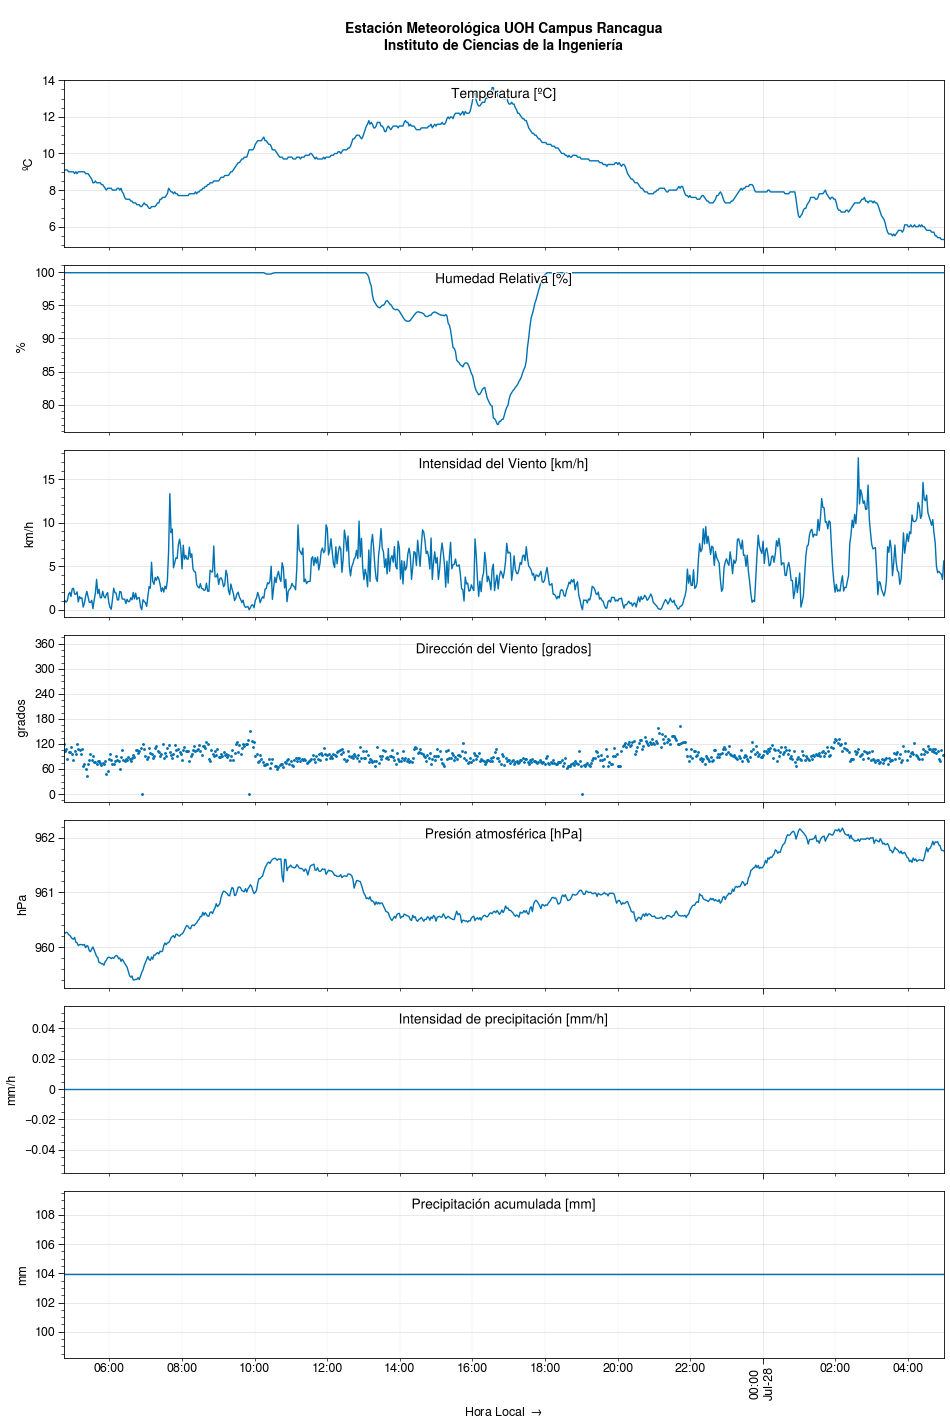 Estación Meteorológica UOH Campus Rancagua
Instituto de Ciencias de la Ingeniería
Temperatura [ºC]
ºC
14
12
10
8
6
Humedad Relativa [%]
%
100
95
90
85
80
Intensidad del Viento [km/h]
km/h
15
10
5
0
Dirección del Viento [grados]
grados
360
300
240
180
120
60
0
Presión atmosférica [hPa]
hPa
962
961
960
Intensidad de precipitación [mm/h]
mm/h
0.04
0.02
0
−0.02
−0.04
Precipitación acumulada [mm]
mm
108
106
104
102
100
06:00 08:00 10:00 12:00 14:00 16:00 18:00 20:00 22:00 00:00 02:00 04:00
Jul-28
Hora Local →